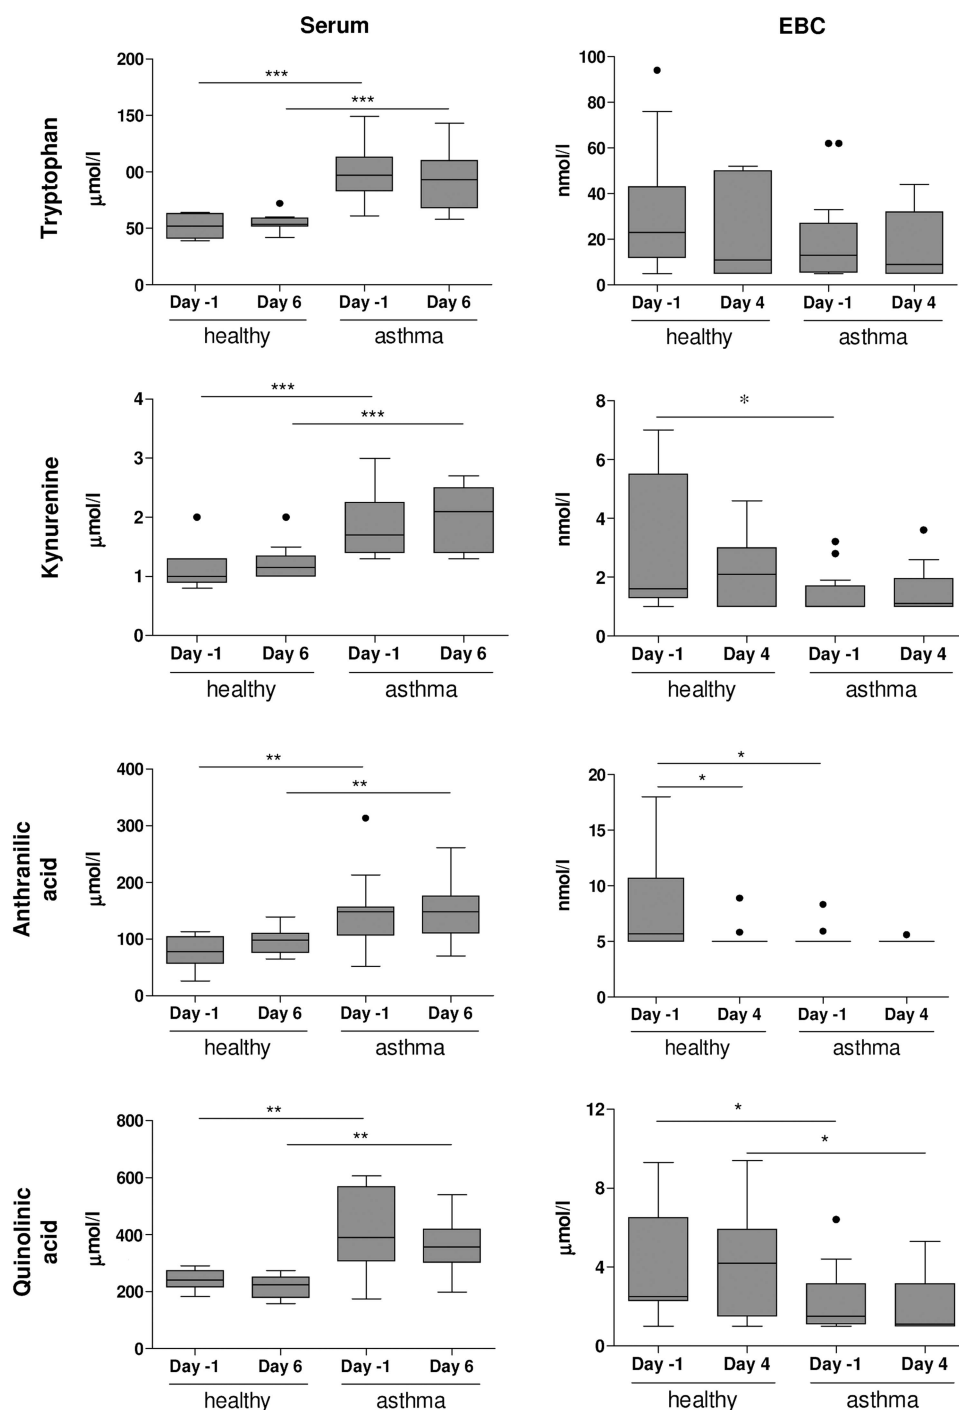 Serum
EBC
Tryptophan
μmol/l
200
150
00
50
0
***
***
Day -1 Day 6 Day -1 Day 6
healthy asthma
nmol/l
100
80
60
40
20
0
Day -1 Day 4 Day -1 Day 4
healthy asthma
Kynurenine
μmol/l
4
3
2
1
0
***
***
Day -1 Day 6 Day -1 Day 6
healthy asthma
nmol/l
8
6
4
2
0
*
Day -1 Day 4 Day -1 Day 4
healthy asthma
Anthranilic
acid
μmol/l
400
300
200
100
0
**
**
Day -1 Day 6 Day -1 Day 6
healthy asthma
nmol/l
20
15
10
5
0
*
*
Day -1 Day 4 Day -1 Day 4
healthy asthma
Quinolinic
acid
μmol/l
800
600
400
200
0
**
**
Day -1 Day 6 Day -1 Day 6
healthy asthma
μmol/l
12
8
4
0
*
*
Day -1 Day 4 Day -1 Day 4
healthy asthma